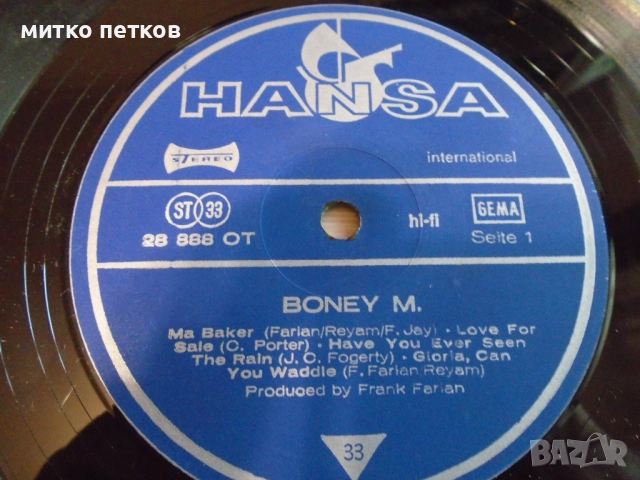 митко петков
HANSA
STEREO
international
ST 33
hi-fi
GEMA
28 888 OT
Seite 1
BONEY M.
Ma Baker (Farian/Reyam/F. Jay) · Love For
Sale (C. Porter) · Have You Ever Seen
The Rain (J. C. Fogerty) · Gloria, Can
You Waddle (F. Farian Reyam)
Produced by Frank Farian
33
BAZAR